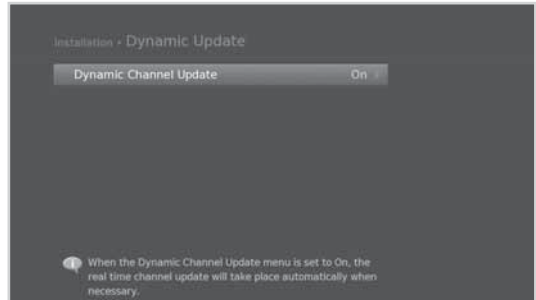 Installation • Dynamic Update
Dynamic Channel Update On
When the Dynamic Channel Update menu is set to On, the
real time channel update will take place automatically when
necessary.